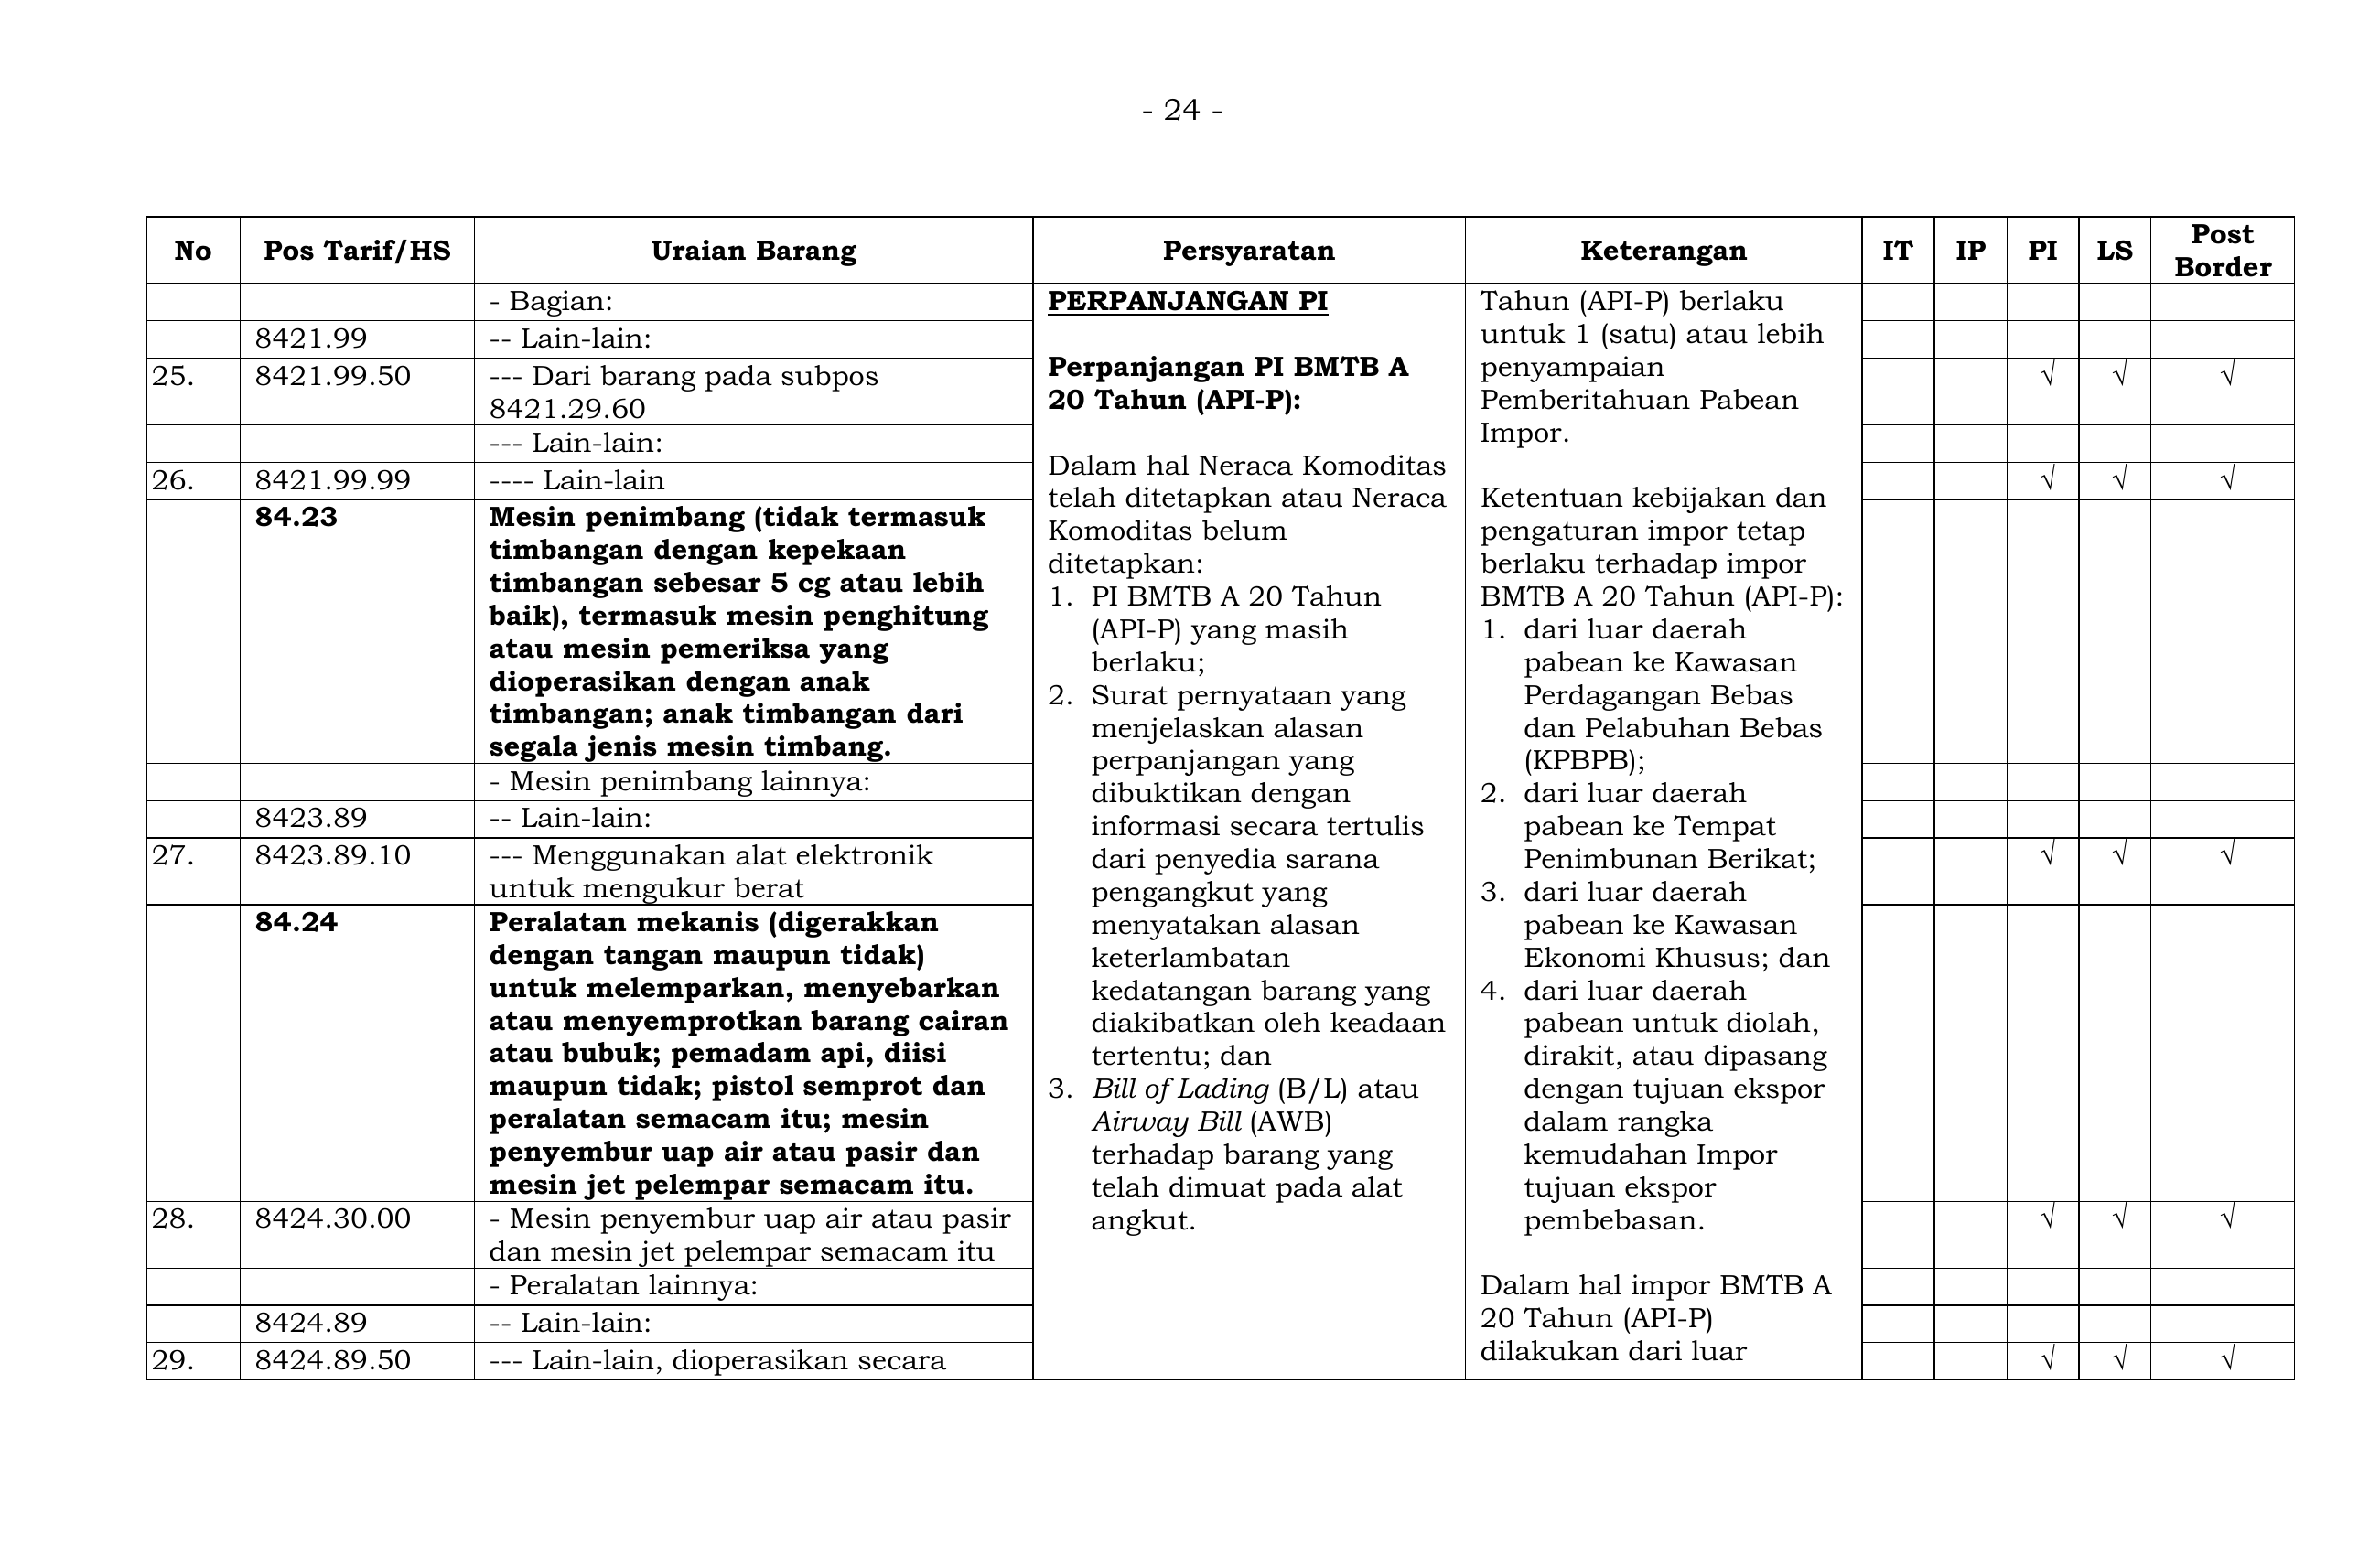 - 24 -
No Pos Tarif/HS Uraian Barang Persyaratan Keterangan IT IP PI LS Post Border
- Bagian:
8421.99 -- Lain-lain:
25. 8421.99.50 --- Dari barang pada subpos
8421.29.60
√ √ √
--- Lain-lain:
26. 8421.99.99 ---- Lain-lain √ √ √
84.23 Mesin penimbang (tidak termasuk
timbangan dengan kepekaan
timbangan sebesar 5 cg atau lebih
baik), termasuk mesin penghitung
atau mesin pemeriksa yang
dioperasikan dengan anak
timbangan; anak timbangan dari
segala jenis mesin timbang.
- Mesin penimbang lainnya:
8423.89 -- Lain-lain:
27. 8423.89.10 --- Menggunakan alat elektronik
untuk mengukur berat
√ √ √
84.24 Peralatan mekanis (digerakkan
dengan tangan maupun tidak)
untuk melemparkan, menyebarkan
atau menyemprotkan barang cairan
atau bubuk; pemadam api, diisi
maupun tidak; pistol semprot dan
peralatan semacam itu; mesin
penyembur uap air atau pasir dan
mesin jet pelempar semacam itu.
28. 8424.30.00 - Mesin penyembur uap air atau pasir
dan mesin jet pelempar semacam itu
√ √ √
- Peralatan lainnya:
8424.89 -- Lain-lain:
29. 8424.89.50 --- Lain-lain, dioperasikan secara √ √ √
PERPANJANGAN PI
Perpanjangan PI BMTB A
20 Tahun (API-P):
Dalam hal Neraca Komoditas
telah ditetapkan atau Neraca
Komoditas belum
ditetapkan:
1. PI BMTB A 20 Tahun
(API-P) yang masih
berlaku;
2. Surat pernyataan yang
menjelaskan alasan
perpanjangan yang
dibuktikan dengan
informasi secara tertulis
dari penyedia sarana
pengangkut yang
menyatakan alasan
keterlambatan
kedatangan barang yang
diakibatkan oleh keadaan
tertentu; dan
3. Bill of Lading (B/L) atau
Airway Bill (AWB)
terhadap barang yang
telah dimuat pada alat
angkut.
Tahun (API-P) berlaku
untuk 1 (satu) atau lebih
penyampaian
Pemberitahuan Pabean
Impor.
Ketentuan kebijakan dan
pengaturan impor tetap
berlaku terhadap impor
BMTB A 20 Tahun (API-P):
1. dari luar daerah
pabean ke Kawasan
Perdagangan Bebas
dan Pelabuhan Bebas
(KPBPB);
2. dari luar daerah
pabean ke Tempat
Penimbunan Berikat;
3. dari luar daerah
pabean ke Kawasan
Ekonomi Khusus; dan
4. dari luar daerah
pabean untuk diolah,
dirakit, atau dipasang
dengan tujuan ekspor
dalam rangka
kemudahan Impor
tujuan ekspor
pembebasan.
Dalam hal impor BMTB A
20 Tahun (API-P)
dilakukan dari luar